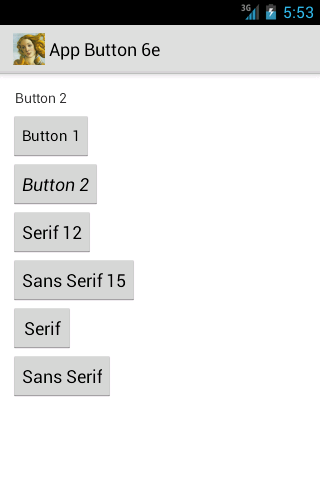 3G 5:53
App Button 6e
Button 2
Button 1
Button 2
Serif 12
Sans Serif 15
Serif
Sans Serif